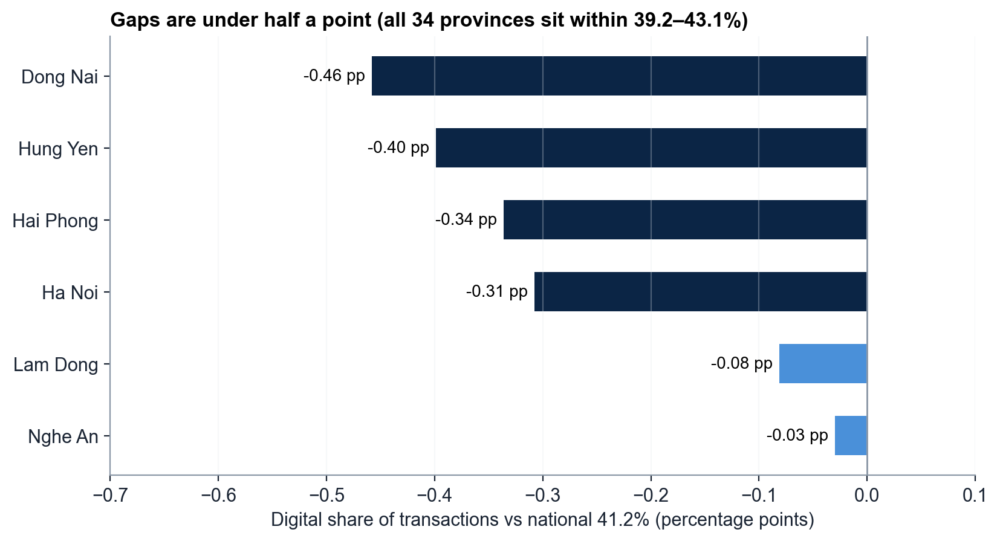 Gaps are under half a point (all 34 provinces sit within 39.2–43.1%)
Dong Nai
-0.46 pp
Hung Yen
-0.40 pp
Hai Phong
-0.34 pp
Ha Noi
-0.31 pp
Lam Dong
-0.08 pp
Nghe An
-0.03 pp
−0.7 −0.6 −0.5 −0.4 −0.3 −0.2 −0.1 0.0 0.1
Digital share of transactions vs national 41.2% (percentage points)